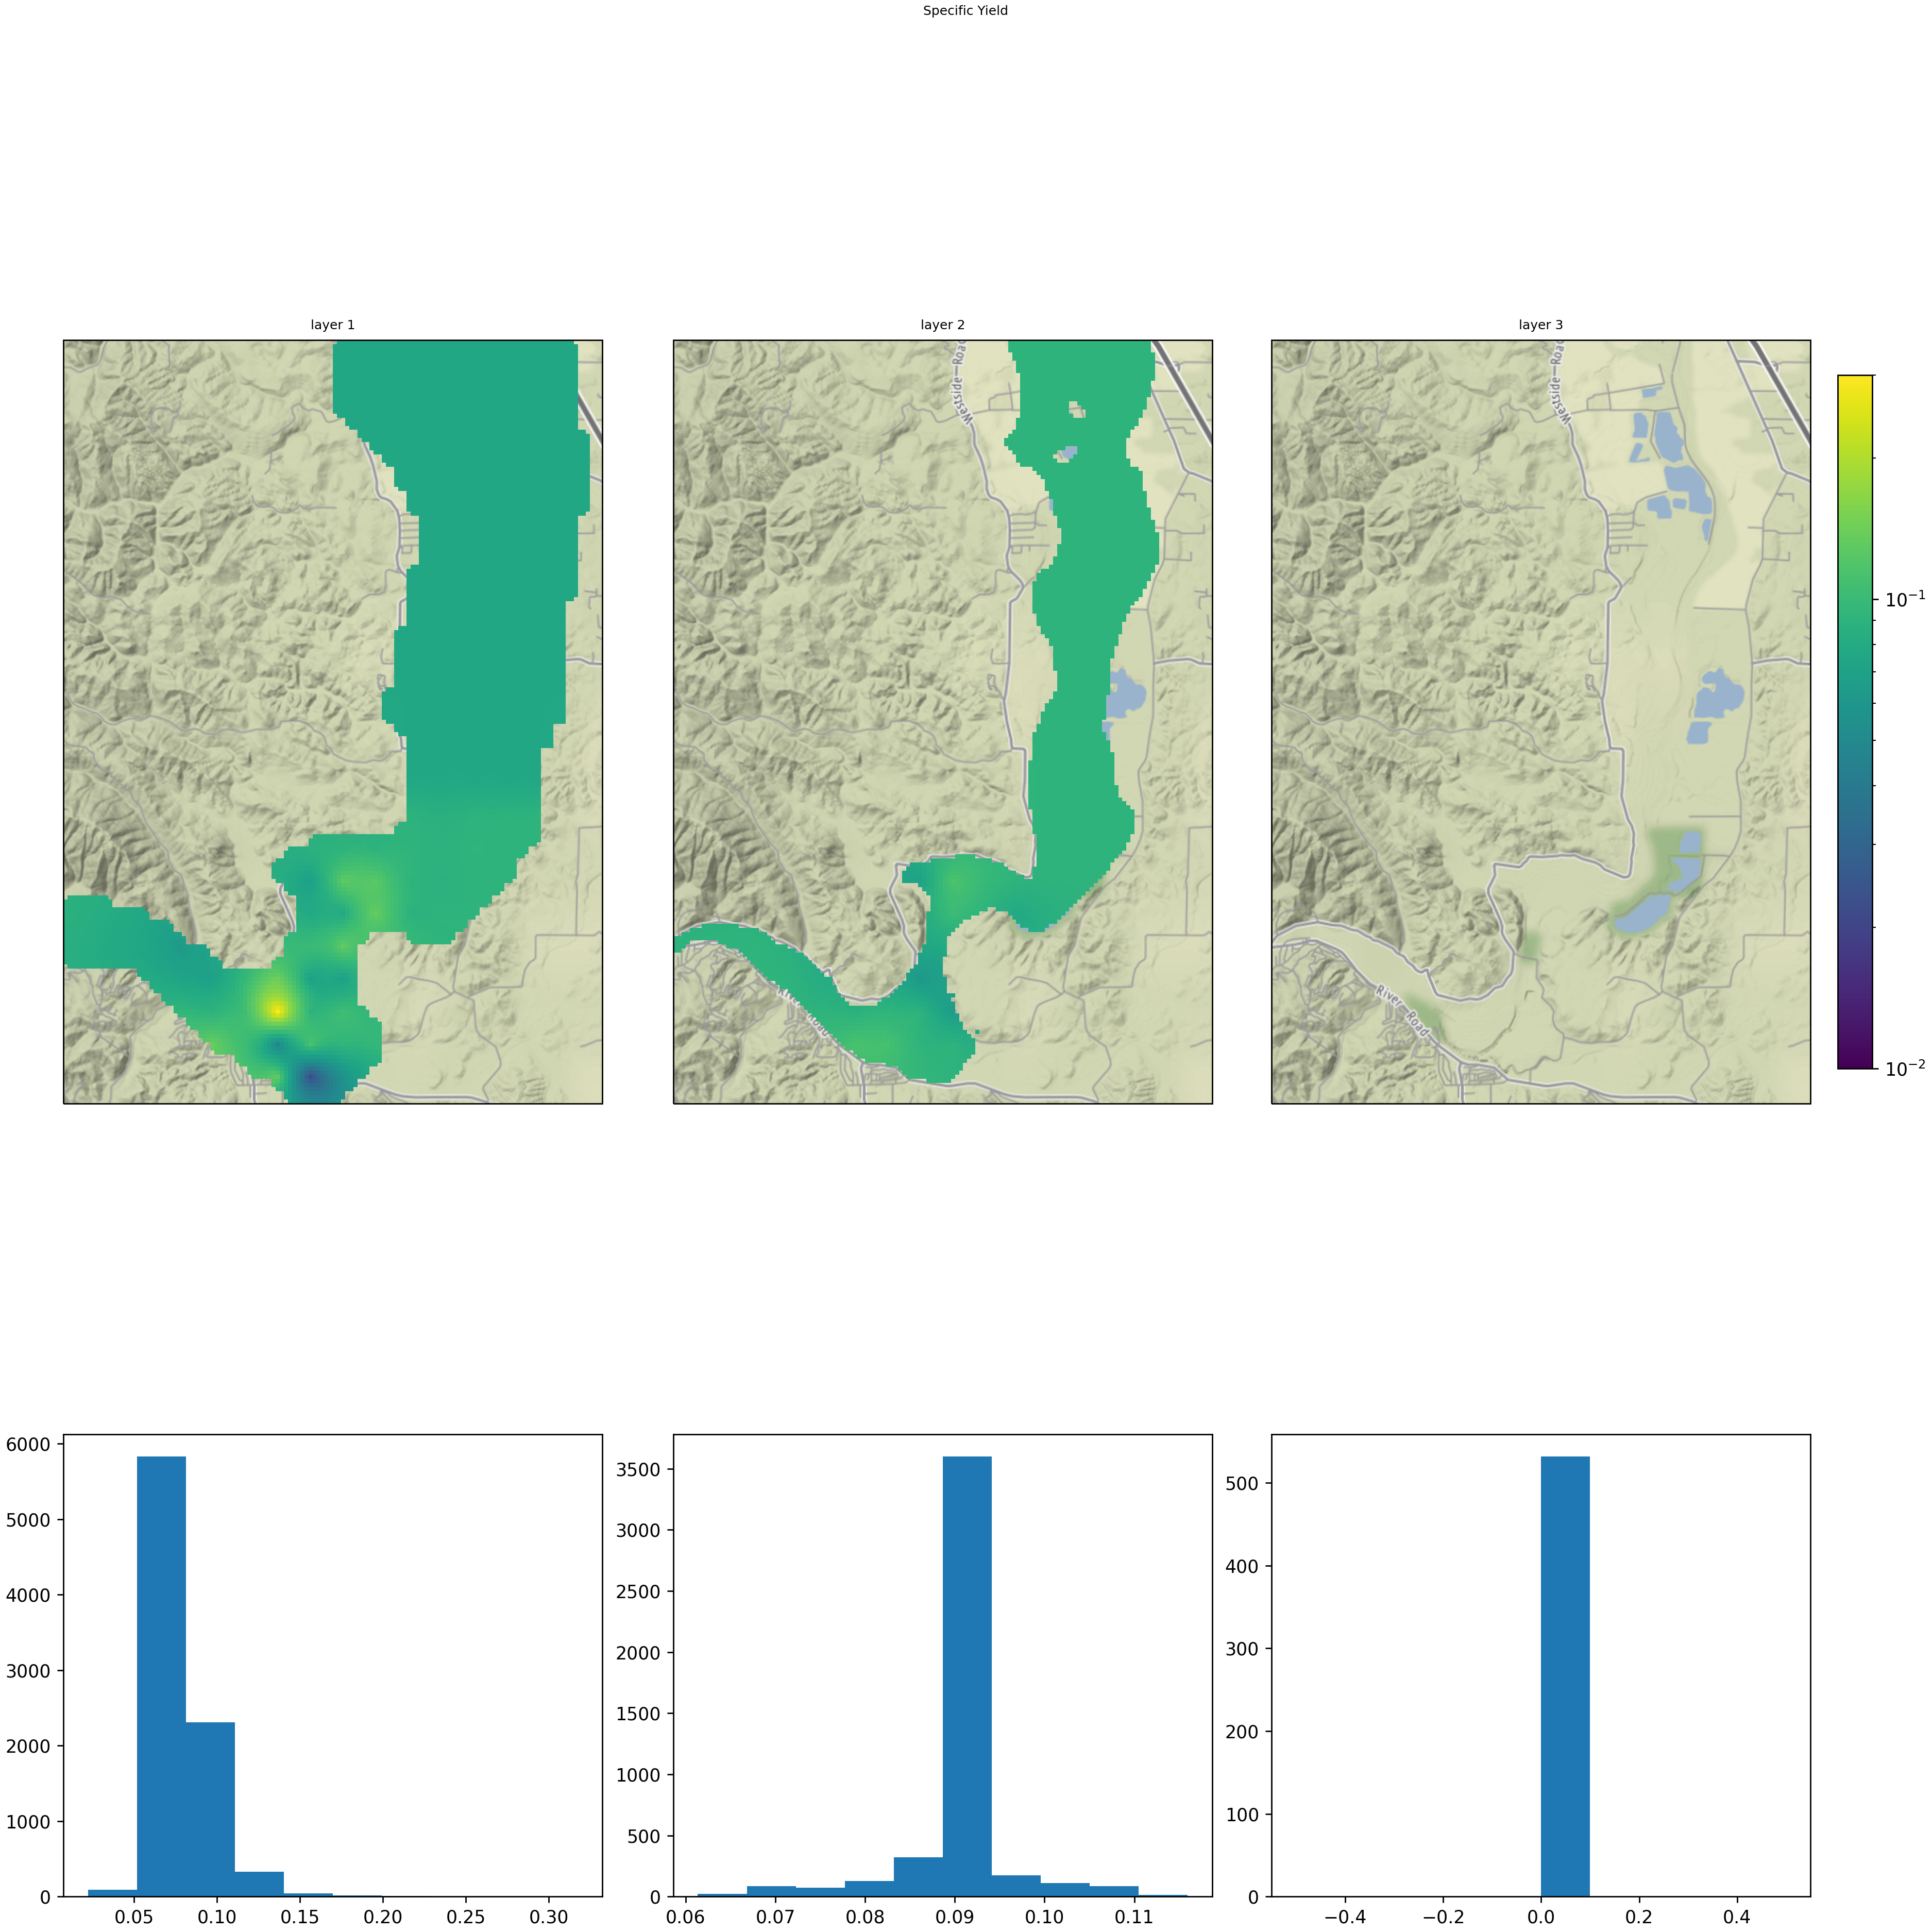 Specific Yield
layer 1
layer 2
layer 3
Westside Road
Westside Road
River Road
River Road
10⁻¹
10⁻²
6000
5000
4000
3000
2000
1000
0
0.05 0.10 0.15 0.20 0.25 0.30
3500
3000
2500
2000
1500
1000
500
0
0.06 0.07 0.08 0.09 0.10 0.11
500
400
300
200
100
0
−0.4 −0.2 0.0 0.2 0.4